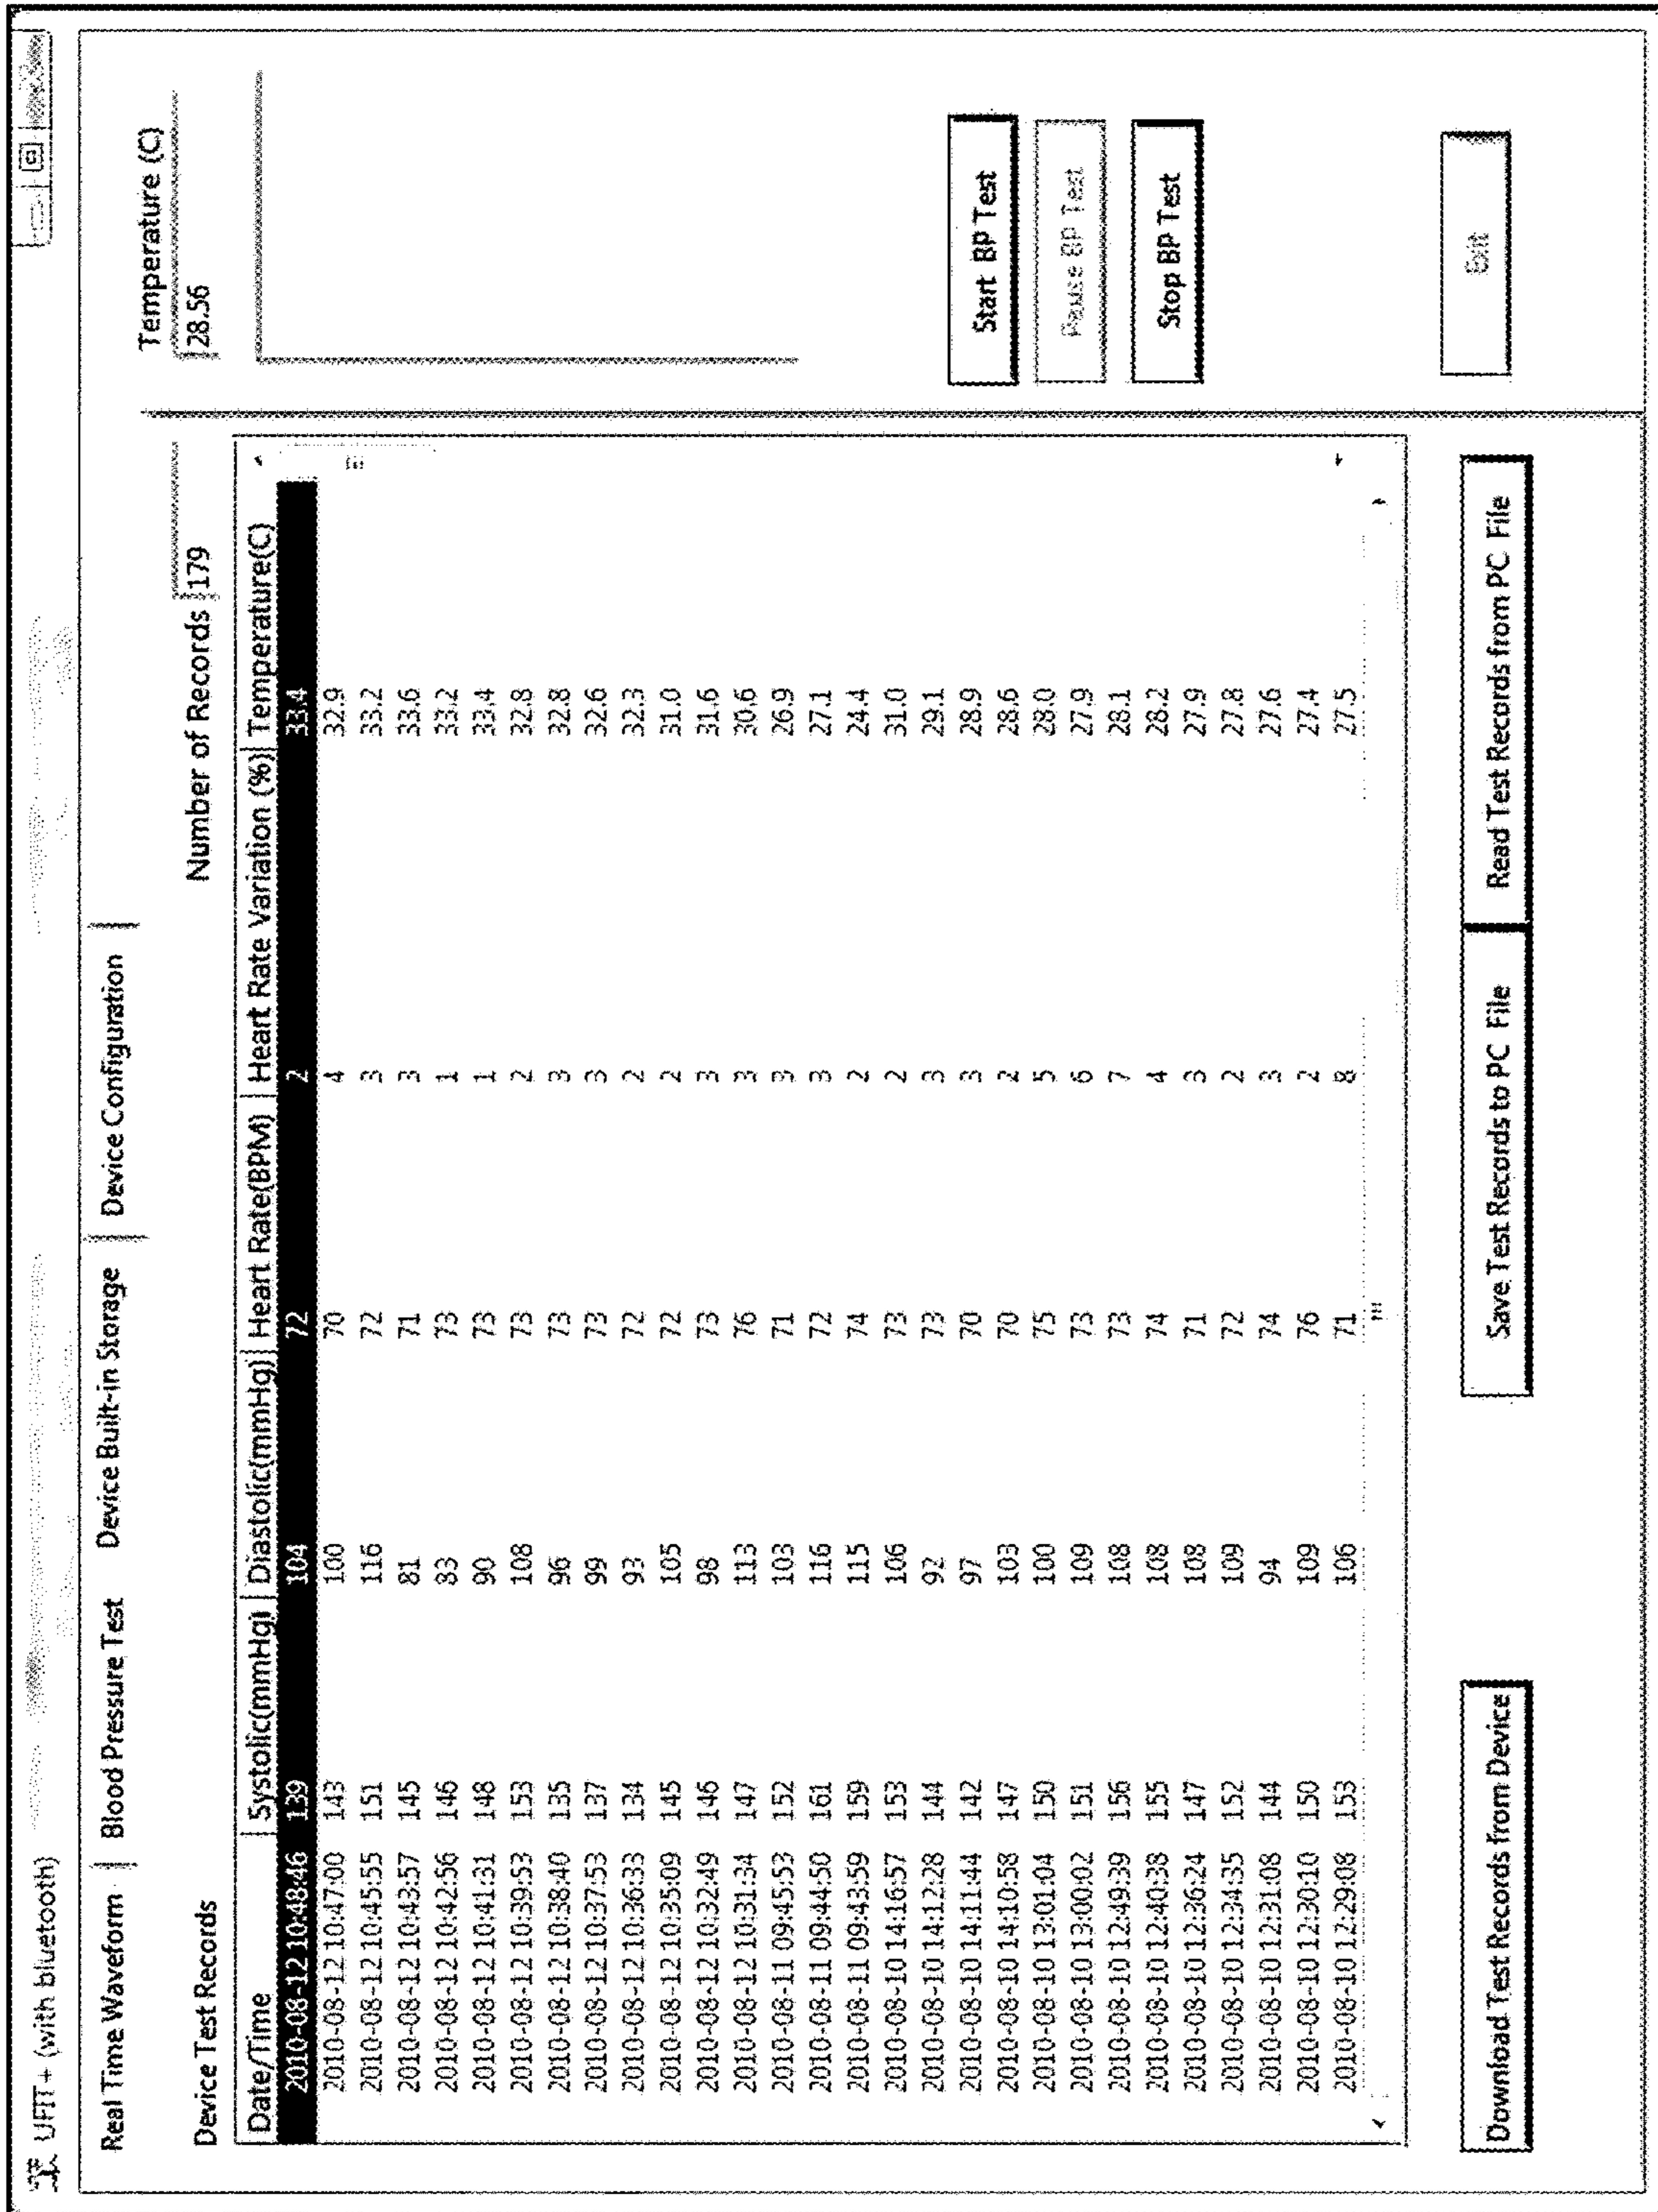 UFIT+ (with bluetooth)
Real Time Waveform Blood Pressure Test Device Built-in Storage Device Configuration
Temperature (C)
28.56
Device Test Records Number of Records 179
Date/Time Systolic(mmHg) Diastolic(mmHg) Heart Rate(BPM) Heart Rate Variation (%) Temperature(C)
2010-08-12 10:48:46 139 104 72 2 33.4
2010-08-12 10:47:00 143 100 70 4 32.9
2010-08-12 10:45:55 151 116 72 3 33.2
2010-08-12 10:43:57 145 81 71 3 33.6
2010-08-12 10:42:56 146 83 73 1 33.2
2010-08-12 10:41:31 148 90 73 1 33.4
2010-08-12 10:39:53 153 108 73 2 32.8
2010-08-12 10:38:40 135 96 73 3 32.8
2010-08-12 10:37:53 137 99 73 3 32.6
2010-08-12 10:36:33 134 93 72 2 32.3
2010-08-12 10:35:09 145 105 72 2 31.0
2010-08-12 10:32:49 146 98 73 3 31.6
2010-08-12 10:31:34 147 113 76 3 30.6
2010-08-11 09:45:53 152 103 71 3 26.9
2010-08-11 09:44:50 161 116 72 3 27.1
2010-08-11 09:43:59 159 115 74 2 24.4
2010-08-10 14:16:57 153 106 73 2 31.0
2010-08-10 14:12:28 144 92 73 3 29.1
2010-08-10 14:11:44 142 97 70 3 28.9
2010-08-10 14:10:58 147 103 70 2 28.6
2010-08-10 13:01:04 150 100 75 5 28.0
2010-08-10 13:00:02 151 109 73 6 27.9
2010-08-10 12:49:39 156 108 73 7 28.1
2010-08-10 12:40:38 155 108 74 4 28.2
2010-08-10 12:36:24 147 108 71 3 27.9
2010-08-10 12:34:35 152 109 72 2 27.8
2010-08-10 12:31:08 144 94 74 3 27.6
2010-08-10 12:30:10 150 109 76 2 27.4
2010-08-10 12:29:08 153 106 71 8 27.5
Start BP Test
Pause BP Test
Stop BP Test
Download Test Records from Device Save Test Records to PC File Read Test Records from PC File
Exit